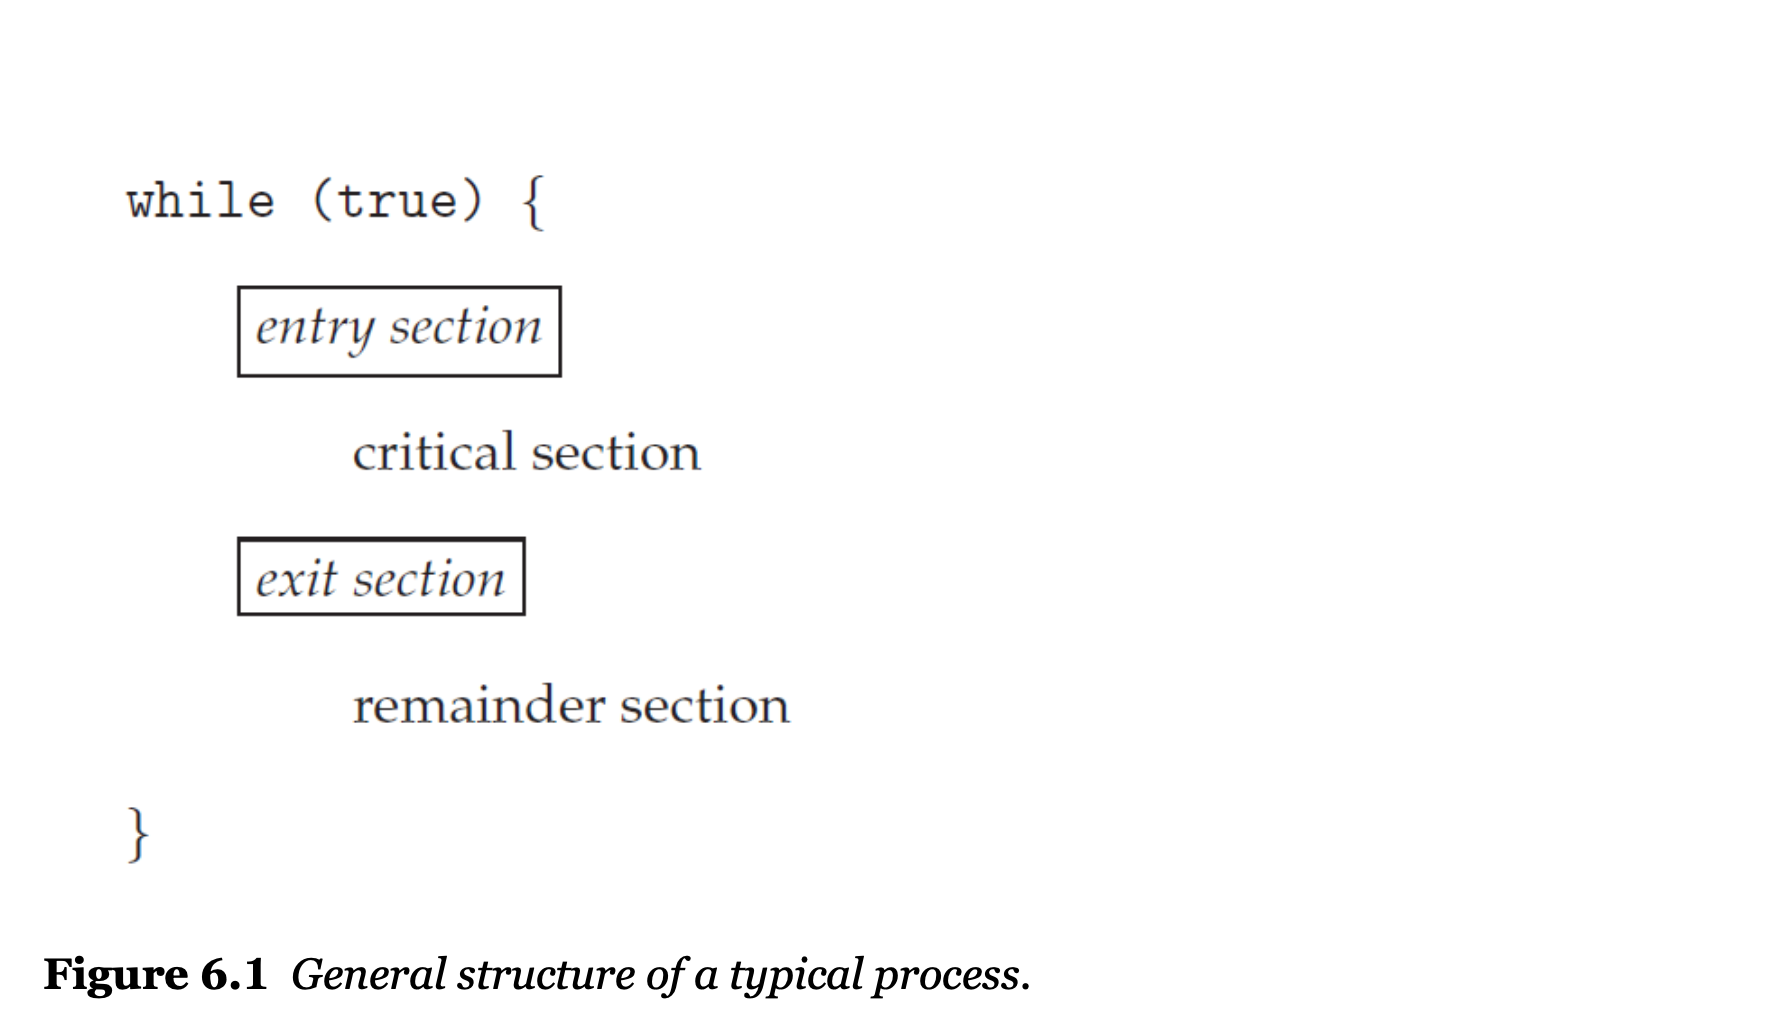 while (true) {
entry section
critical section
exit section
remainder section
}
Figure 6.1 General structure of a typical process.